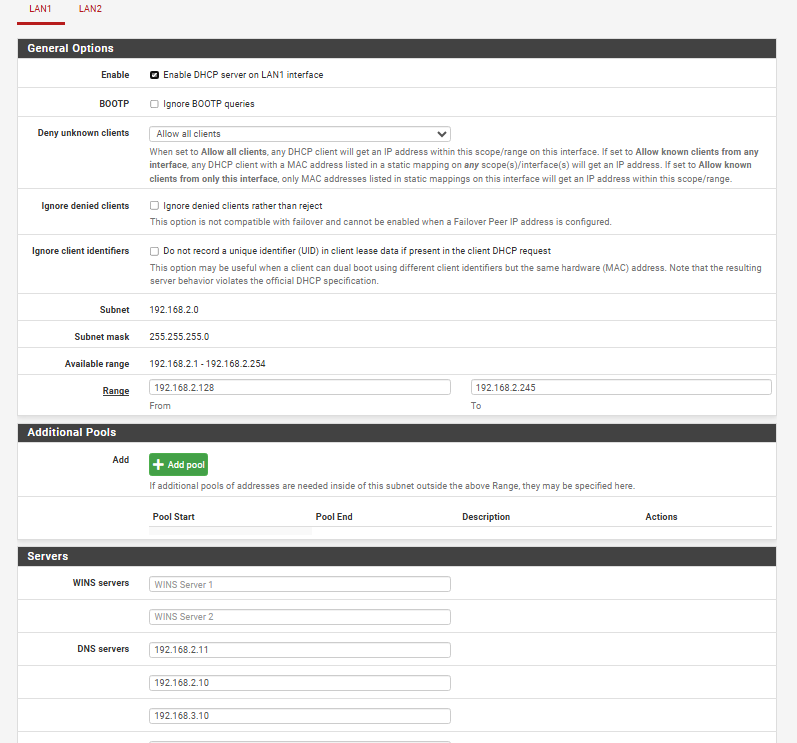 LAN1 LAN2
General Options
Enable Enable DHCP server on LAN1 interface
BOOTP Ignore BOOTP queries
Deny unknown clients Allow all clients
When set to Allow all clients, any DHCP client will get an IP address within this scope/range on this interface. If set to Allow known clients from any
interface, any DHCP client with a MAC address listed in a static mapping on any scope(s)/interface(s) will get an IP address. If set to Allow known
clients from only this interface, only MAC addresses listed in static mappings on this interface will get an IP address within this scope/range.
Ignore denied clients Ignore denied clients rather than reject
This option is not compatible with failover and cannot be enabled when a Failover Peer IP address is configured.
Ignore client identifiers Do not record a unique identifier (UID) in client lease data if present in the client DHCP request
This option may be useful when a client can dual boot using different client identifiers but the same hardware (MAC) address. Note that the resulting
server behavior violates the official DHCP specification.
Subnet 192.168.2.0
Subnet mask 255.255.255.0
Available range 192.168.2.1 - 192.168.2.254
Range 192.168.2.128 192.168.2.245
From To
Additional Pools
Add Add pool
If additional pools of addresses are needed inside of this subnet outside the above Range, they may be specified here.
Pool Start Pool End Description Actions
Servers
WINS servers WINS Server 1
WINS Server 2
DNS servers 192.168.2.11
192.168.2.10
192.168.3.10